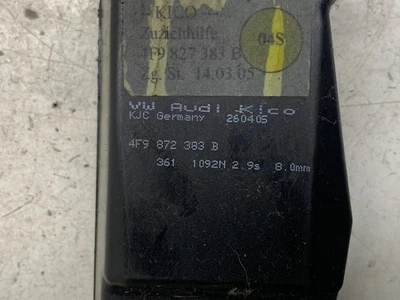 - KICO -
Zuziehhilfe
4F9 827 383 B
Zg. St. 14.03.05
04S
VW Audi Kico
KJC Germany 260405
4F9 872 383 B
361 1092N 2.9s 8.0mm